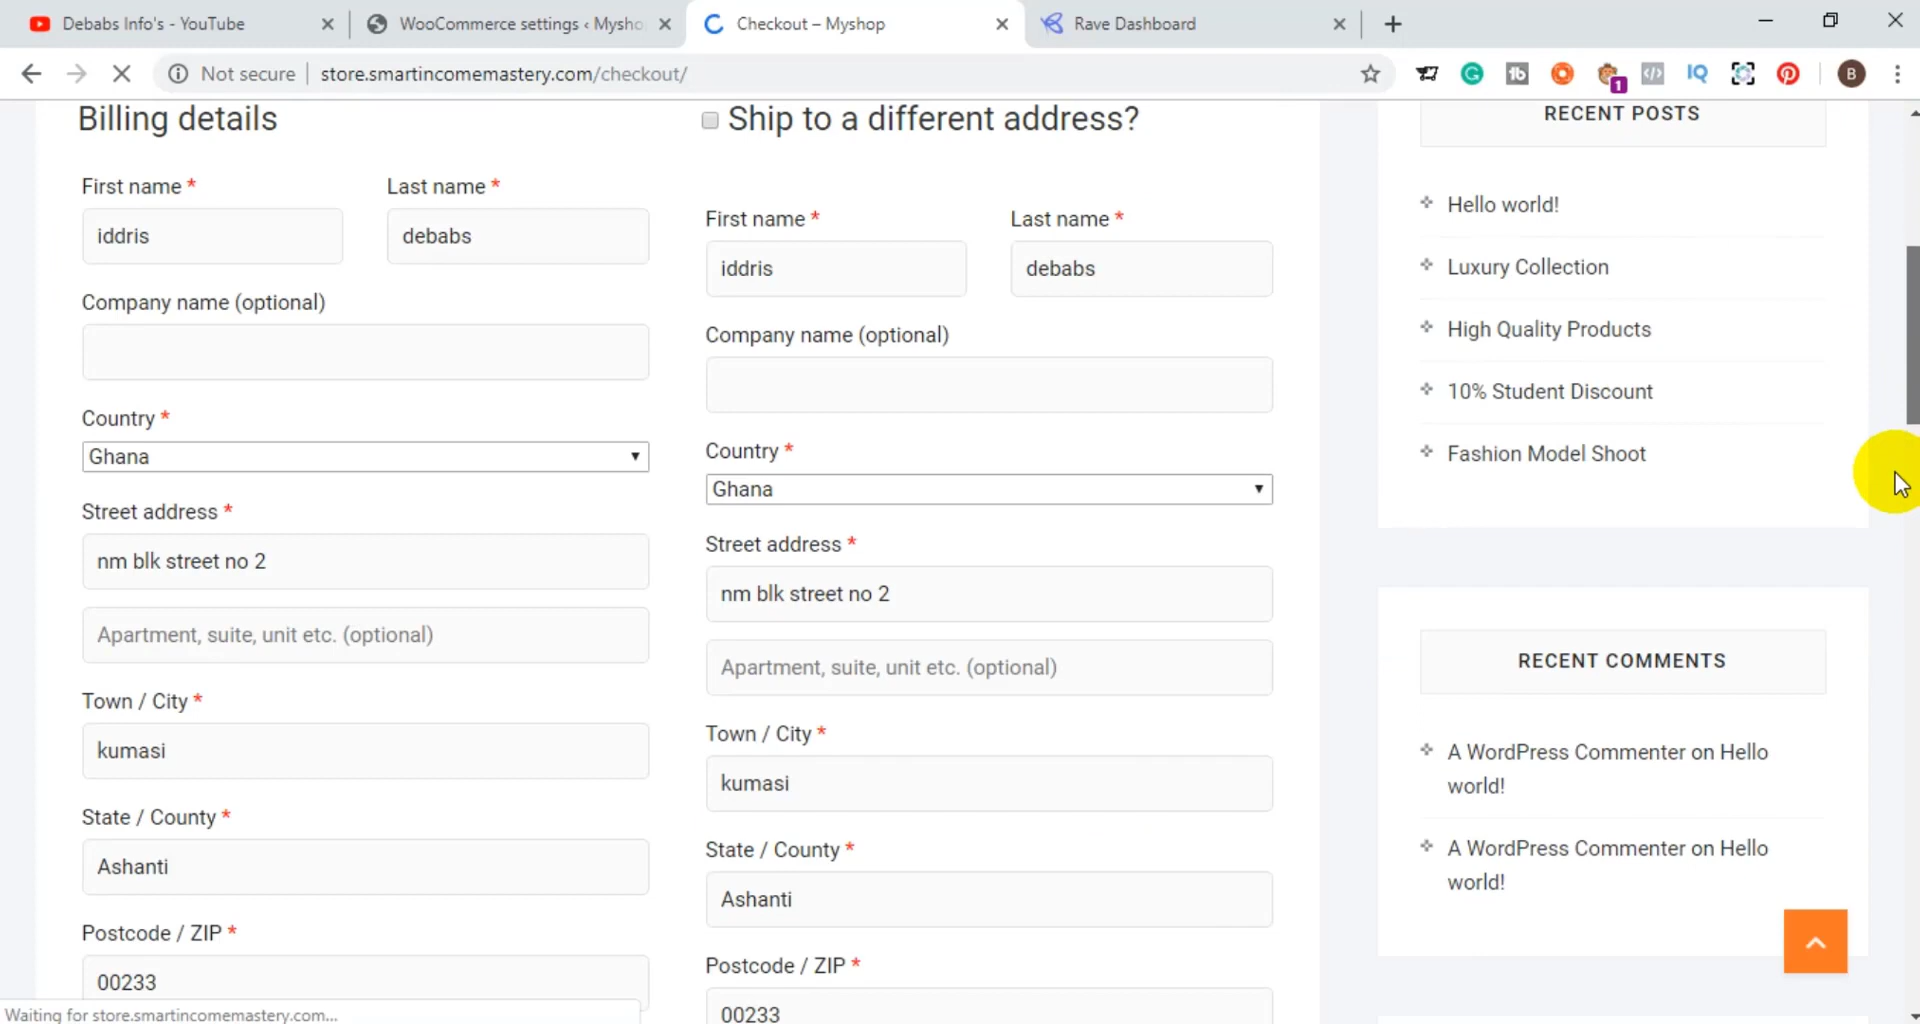 Debabs Info's - YouTube
WooCommerce settings ‹ Mysho
Checkout – Myshop
Rave Dashboard
Not secure
store.smartincomemastery.com/checkout/
1
B
Billing details
First name *
Last name *
iddris
debabs
Company name (optional)
Country *
Ghana
Street address *
nm blk street no 2
Apartment, suite, unit etc. (optional)
Town / City *
kumasi
State / County *
Ashanti
Postcode / ZIP *
00233
Ship to a different address?
First name *
Last name *
iddris
debabs
Company name (optional)
Country *
Ghana
Street address *
nm blk street no 2
Apartment, suite, unit etc. (optional)
Town / City *
kumasi
State / County *
Ashanti
Postcode / ZIP *
00233
RECENT POSTS
Hello world!
Luxury Collection
High Quality Products
10% Student Discount
Fashion Model Shoot
RECENT COMMENTS
A WordPress Commenter on Hello
world!
A WordPress Commenter on Hello
world!
Waiting for store.smartincomemastery.com...